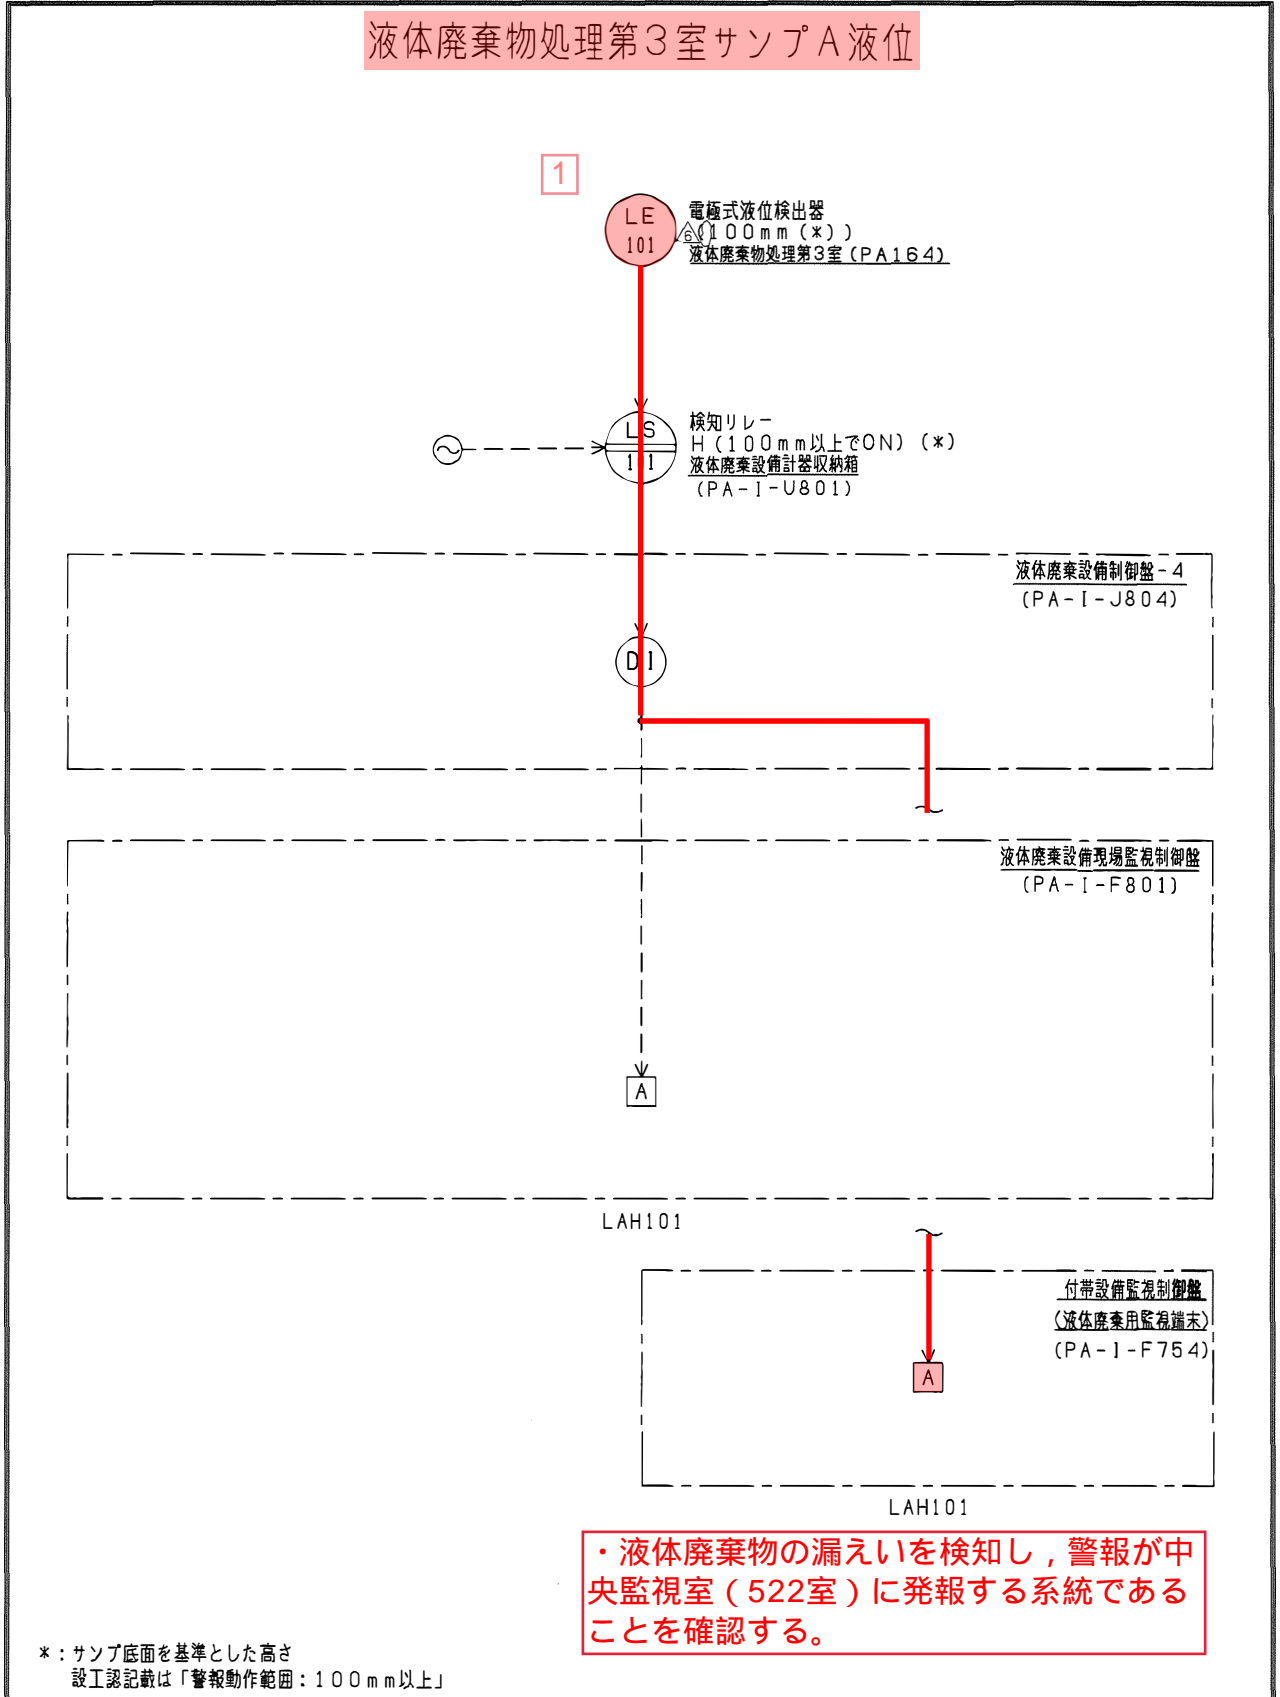 液体廃棄物処理第3室サンプA液位
1
LE
101
電極式液位検出器
6 (100mm(*))
液体廃棄物処理第3室(PA164)
LS
101
検知リレー
H(100mm以上でON)(*)
液体廃棄設備計器収納箱
(PA-I-U801)
液体廃棄設備制御盤-4
(PA-I-J804)
DI
液体廃棄設備現場監視制御盤
(PA-I-F801)
A
LAH101
付帯設備監視制御盤
(液体廃棄用監視端末)
(PA-I-F754)
A
LAH101
・液体廃棄物の漏えいを検知し,警報が中
央監視室(522室)に発報する系統である
ことを確認する。
*:サンプ底面を基準とした高さ
設工認記載は「警報動作範囲:100mm以上」